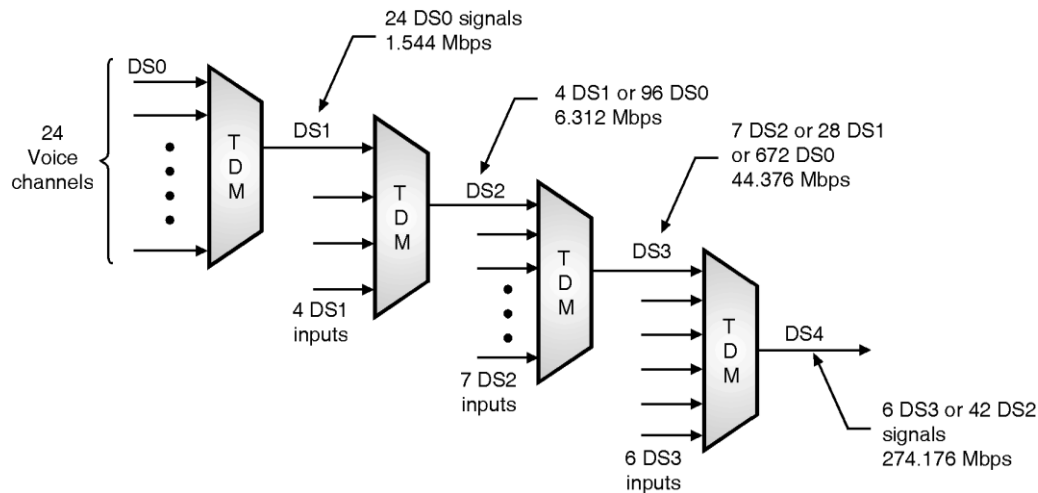 24 DS0 signals
1.544 Mbps
DS0
24
Voice
channels
T
D
M
DS1
4 DS1
inputs
4 DS1 or 96 DS0
6.312 Mbps
T
D
M
DS2
7 DS2
inputs
7 DS2 or 28 DS1
or 672 DS0
44.376 Mbps
T
D
M
DS3
6 DS3
inputs
T
D
M
DS4
6 DS3 or 42 DS2
signals
274.176 Mbps